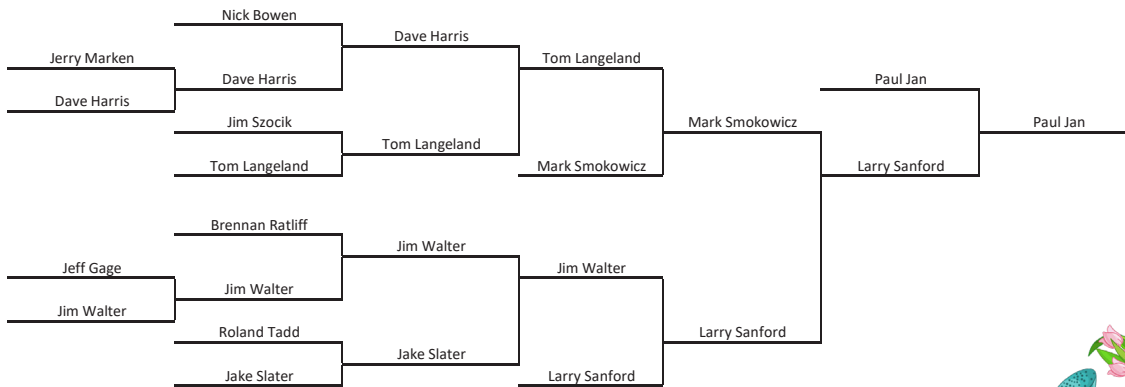 Nick Bowen
Dave Harris
Jerry Marken
Tom Langeland
Dave Harris
Paul Jan
Dave Harris
Jim Szocik
Mark Smokowicz
Paul Jan
Tom Langeland
Tom Langeland
Mark Smokowicz
Larry Sanford
Brennan Ratliff
Jim Walter
Jeff Gage
Jim Walter
Jim Walter
Jim Walter
Roland Tadd
Larry Sanford
Jake Slater
Jake Slater
Larry Sanford